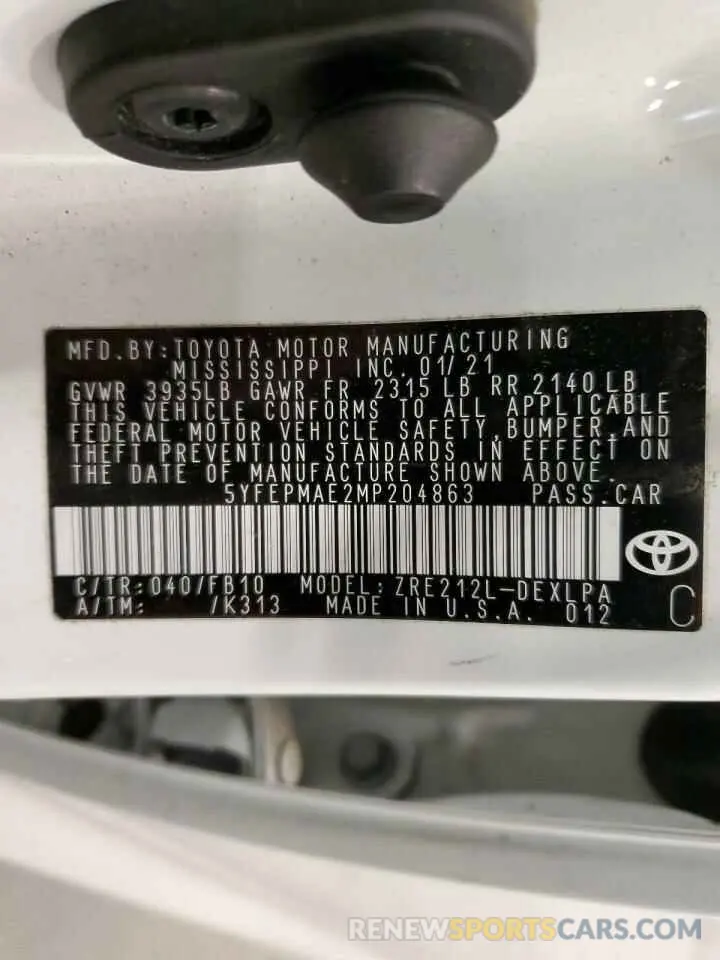 MFD. BY: TOYOTA MOTOR MANUFACTURING
MISSISSIPPI INC. 01/21
GVWR 3935LB GAWR FR 2315 LB RR 2140 LB
THIS VEHICLE CONFORMS TO ALL APPLICABLE
FEDERAL MOTOR VEHICLE SAFETY, BUMPER, AND
THEFT PREVENTION STANDARDS IN EFFECT ON
THE DATE OF MANUFACTURE SHOWN ABOVE.
5YFEPMAE2MP204863 PASS. CAR
C/TR: 040/FB10 MODEL: ZRE212L-DEXLPA
A/TM: /K313 MADE IN U.S.A. 012 C
RENEWSPORTSCARS.COM